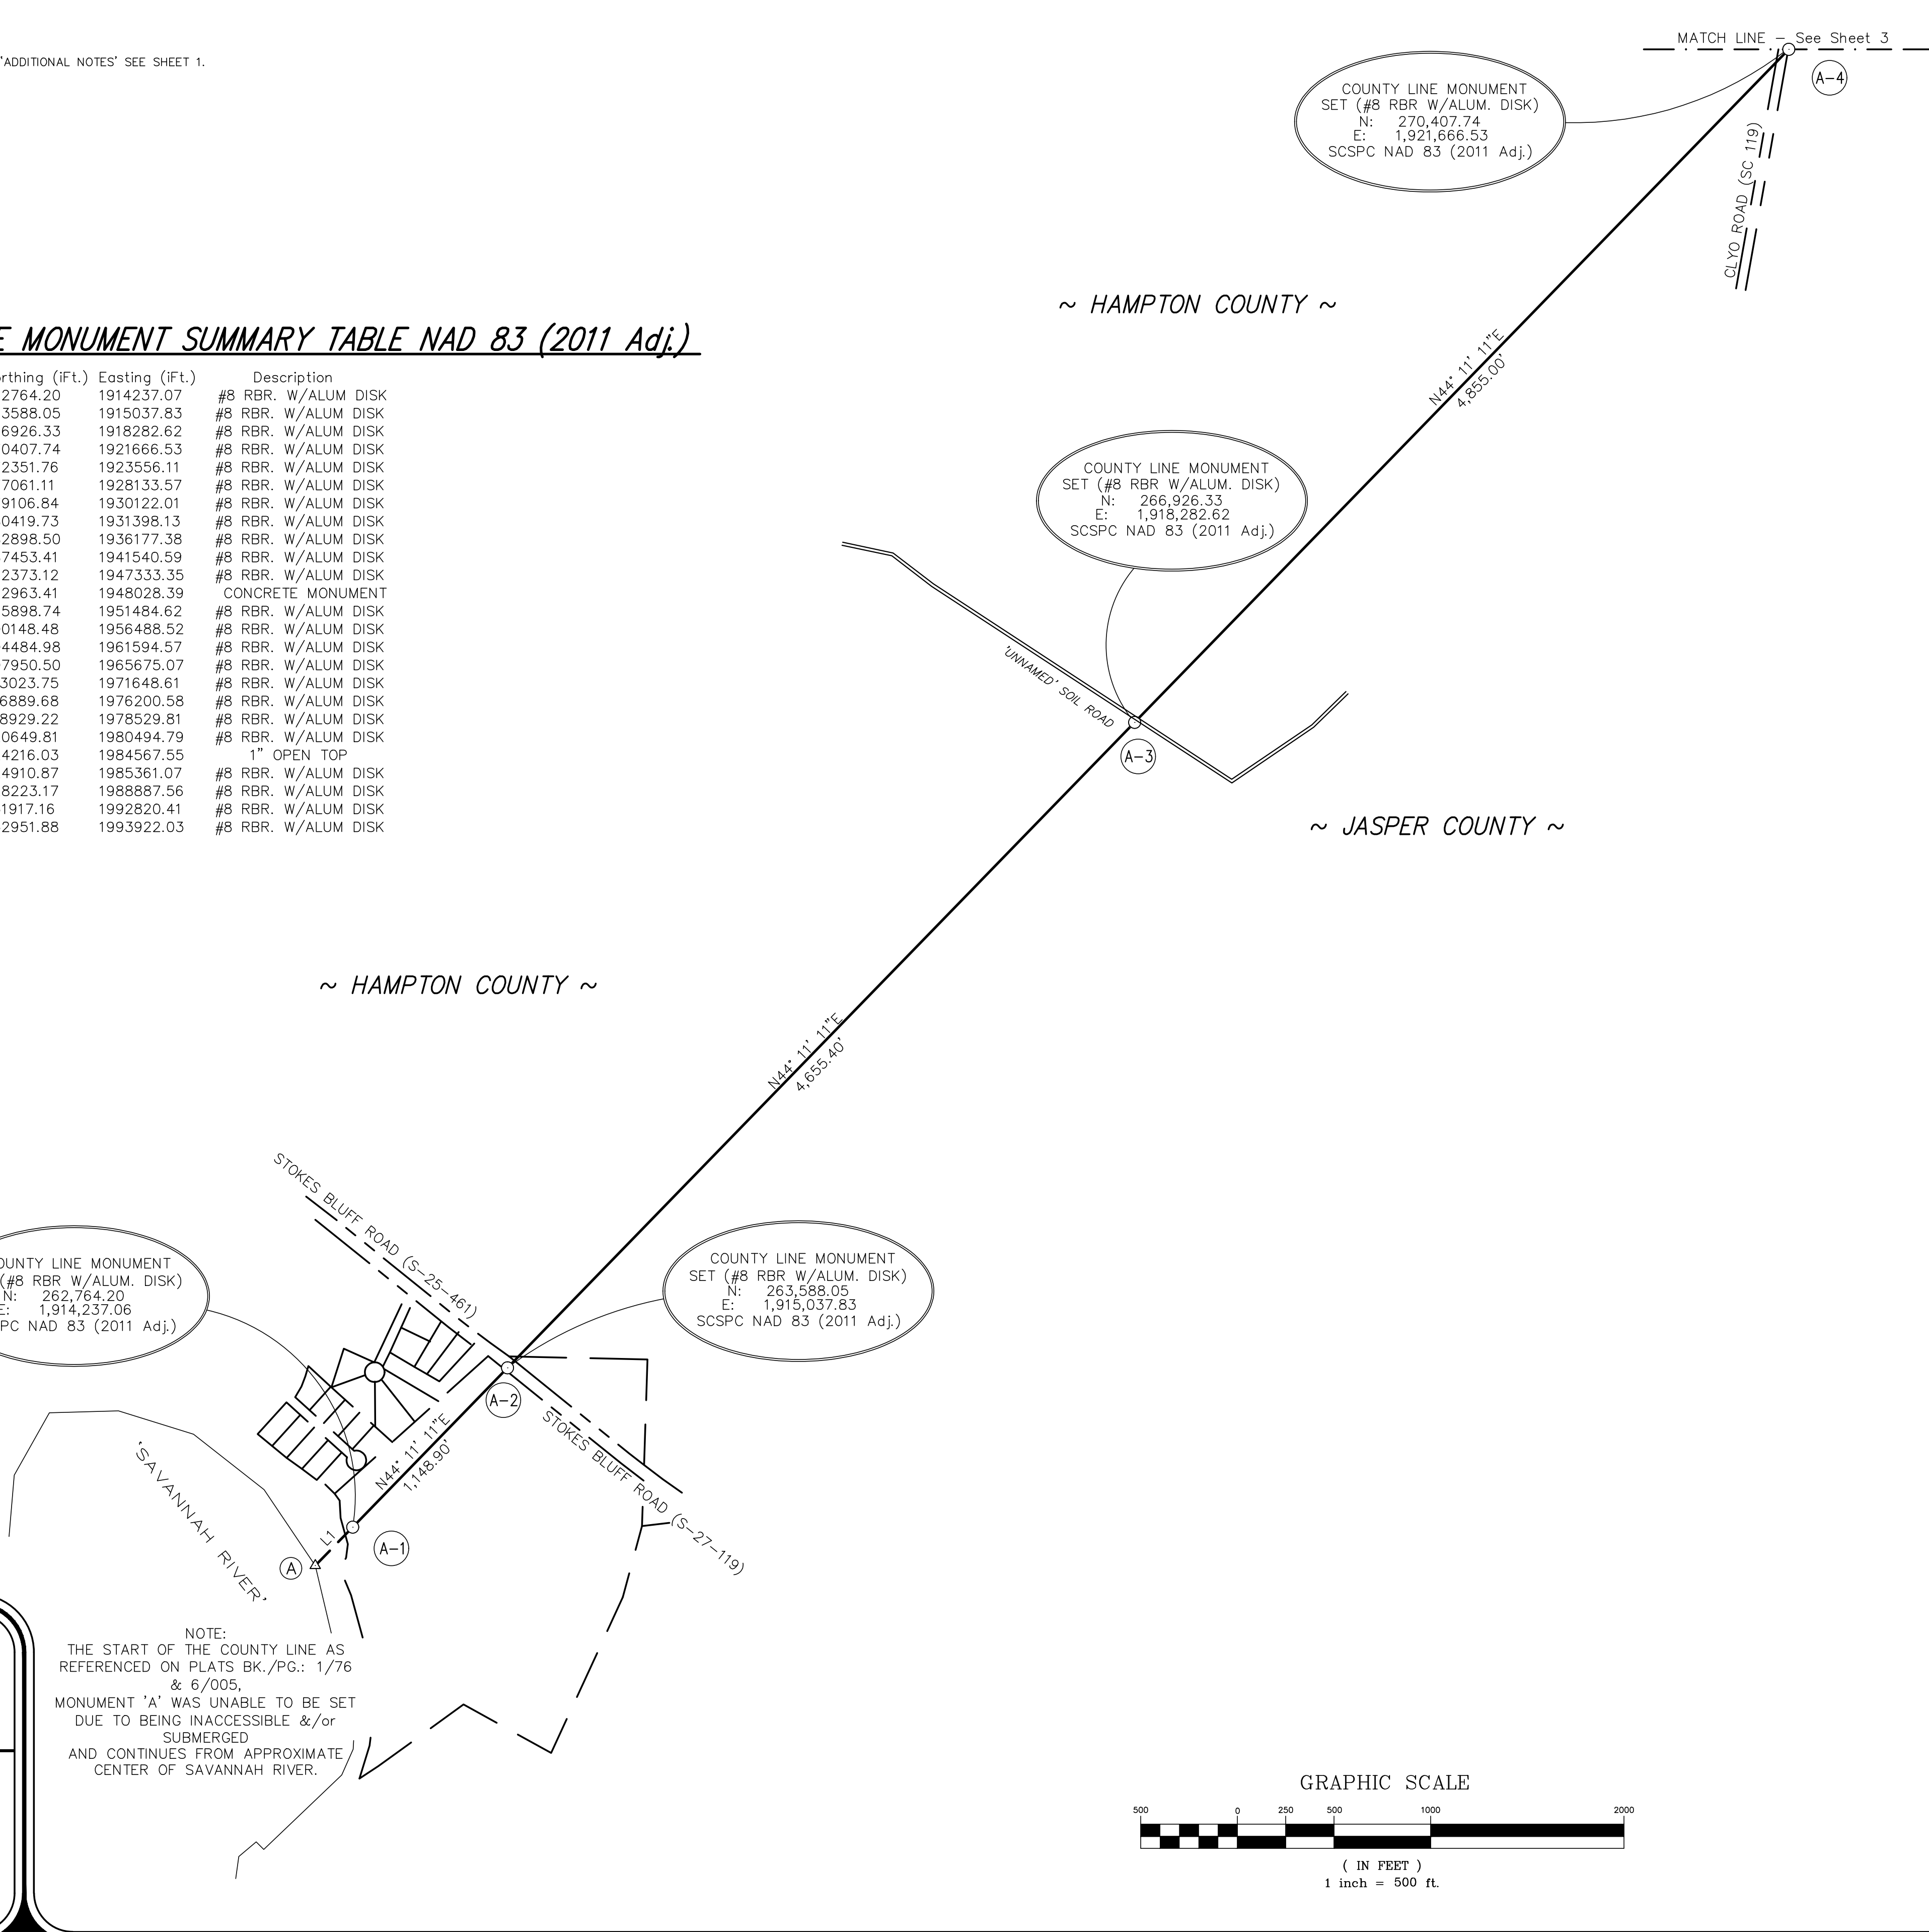 MATCH LINE – See Sheet 3
'ADDITIONAL NOTES' SEE SHEET 1.
A-4
COUNTY LINE MONUMENT
SET (#8 RBR W/ALUM. DISK)
N: 270,407.74
E: 1,921,666.53
SCSPC NAD 83 (2011 Adj.)
CLYO ROAD (SC 119)
~ HAMPTON COUNTY ~
E MONUMENT SUMMARY TABLE NAD 83 (2011 Adj.)
rthing (iFt.) Easting (iFt.) Description
2764.20 1914237.07 #8 RBR. W/ALUM DISK
3588.05 1915037.83 #8 RBR. W/ALUM DISK
6926.33 1918282.62 #8 RBR. W/ALUM DISK
0407.74 1921666.53 #8 RBR. W/ALUM DISK
2351.76 1923556.11 #8 RBR. W/ALUM DISK
7061.11 1928133.57 #8 RBR. W/ALUM DISK
9106.84 1930122.01 #8 RBR. W/ALUM DISK
0419.73 1931398.13 #8 RBR. W/ALUM DISK
2898.50 1936177.38 #8 RBR. W/ALUM DISK
7453.41 1941540.59 #8 RBR. W/ALUM DISK
2373.12 1947333.35 #8 RBR. W/ALUM DISK
2963.41 1948028.39 CONCRETE MONUMENT
5898.74 1951484.62 #8 RBR. W/ALUM DISK
0148.48 1956488.52 #8 RBR. W/ALUM DISK
4484.98 1961594.57 #8 RBR. W/ALUM DISK
7950.50 1965675.07 #8 RBR. W/ALUM DISK
3023.75 1971648.61 #8 RBR. W/ALUM DISK
6889.68 1976200.58 #8 RBR. W/ALUM DISK
8929.22 1978529.81 #8 RBR. W/ALUM DISK
0649.81 1980494.79 #8 RBR. W/ALUM DISK
4216.03 1984567.55 1" OPEN TOP
4910.87 1985361.07 #8 RBR. W/ALUM DISK
8223.17 1988887.56 #8 RBR. W/ALUM DISK
1917.16 1992820.41 #8 RBR. W/ALUM DISK
2951.88 1993922.03 #8 RBR. W/ALUM DISK
N44° 11' 11"E
4,855.00'
COUNTY LINE MONUMENT
SET (#8 RBR W/ALUM. DISK)
N: 266,926.33
E: 1,918,282.62
SCSPC NAD 83 (2011 Adj.)
'UNNAMED' SOIL ROAD
A-3
~ JASPER COUNTY ~
~ HAMPTON COUNTY ~
N44° 11' 11"E
4,655.40'
STOKES BLUFF ROAD (S-25-461)
OUNTY LINE MONUMENT
(#8 RBR W/ALUM. DISK)
N: 262,764.20
E: 1,914,237.06
PC NAD 83 (2011 Adj.)
COUNTY LINE MONUMENT
SET (#8 RBR W/ALUM. DISK)
N: 263,588.05
E: 1,915,037.83
SCSPC NAD 83 (2011 Adj.)
A-2
N44° 11' 11"E
1,148.90'
STOKES BLUFF ROAD (S-27-119)
'SAVANNAH RIVER'
L1
A-1
A
NOTE:
THE START OF THE COUNTY LINE AS
REFERENCED ON PLATS BK./PG.: 1/76
& 6/005,
MONUMENT 'A' WAS UNABLE TO BE SET
DUE TO BEING INACCESSIBLE &/or
SUBMERGED
AND CONTINUES FROM APPROXIMATE
CENTER OF SAVANNAH RIVER.
GRAPHIC SCALE
500 0 250 500 1000 2000
( IN FEET )
1 inch = 500 ft.